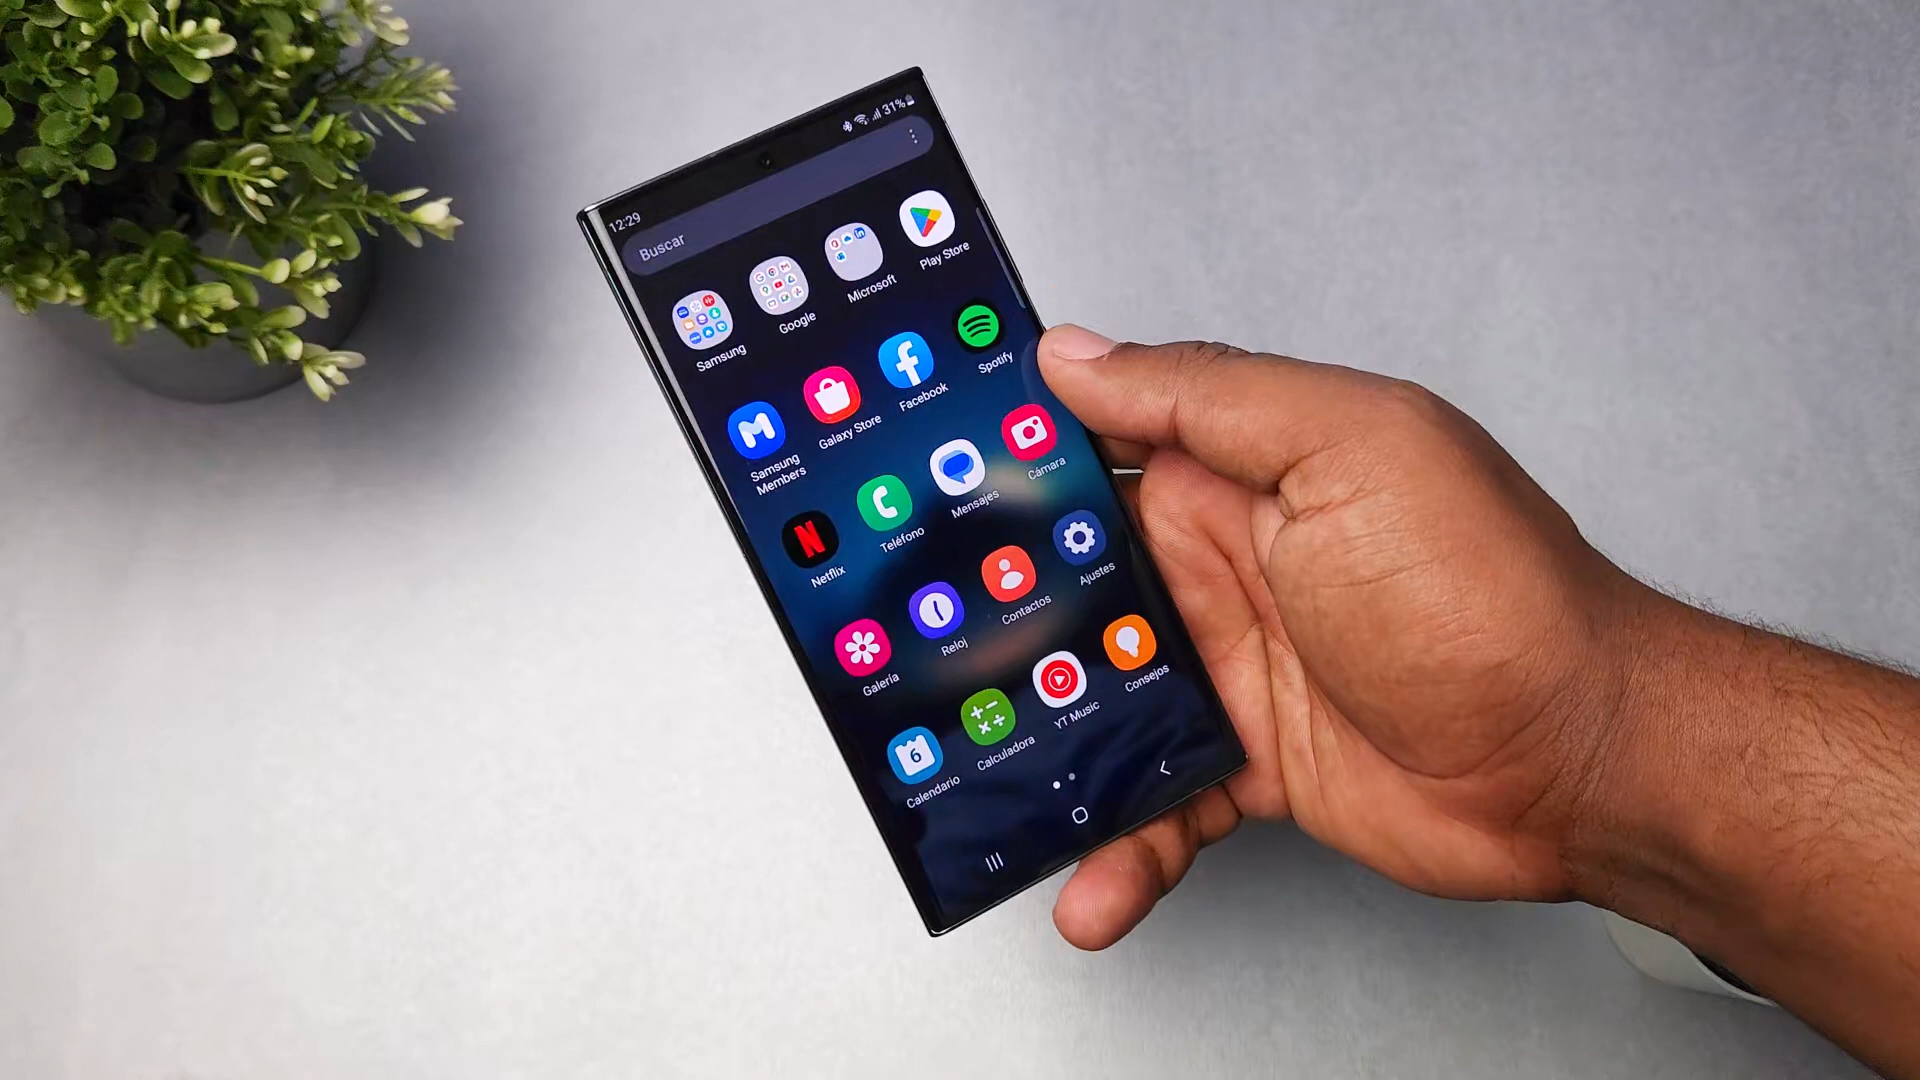 12:29
31%
Buscar
Samsung
Google
Microsoft
Play Store
Samsung
Members
Galaxy Store
Facebook
Spotify
N
Netflix
Teléfono
Mensajes
Cámara
Galería
Reloj
Contactos
Ajustes
6
Calendario
Calculadora
YT Music
Consejos